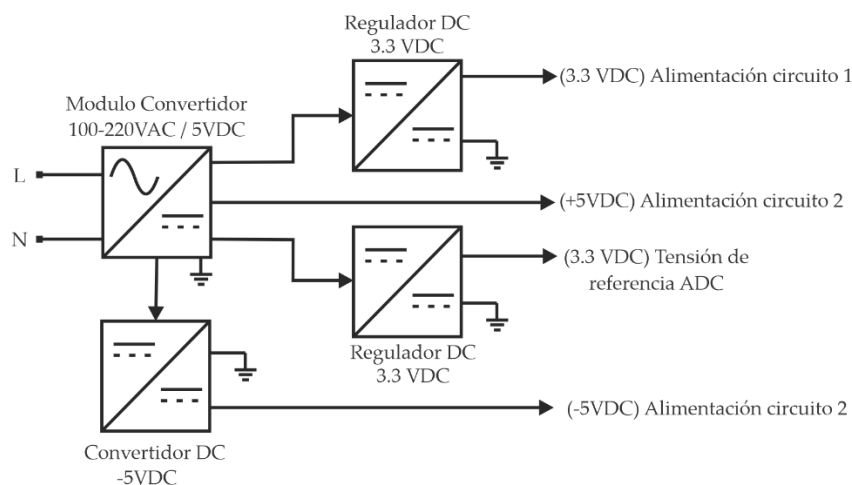 Regulador DC
3.3 VDC
(3.3 VDC) Alimentación circuito 1
Modulo Convertidor
100-220VAC / 5VDC
L
(+5VDC) Alimentación circuito 2
N
(3.3 VDC) Tensión de
referencia ADC
Regulador DC
3.3 VDC
(-5VDC) Alimentación circuito 2
Convertidor DC
-5VDC